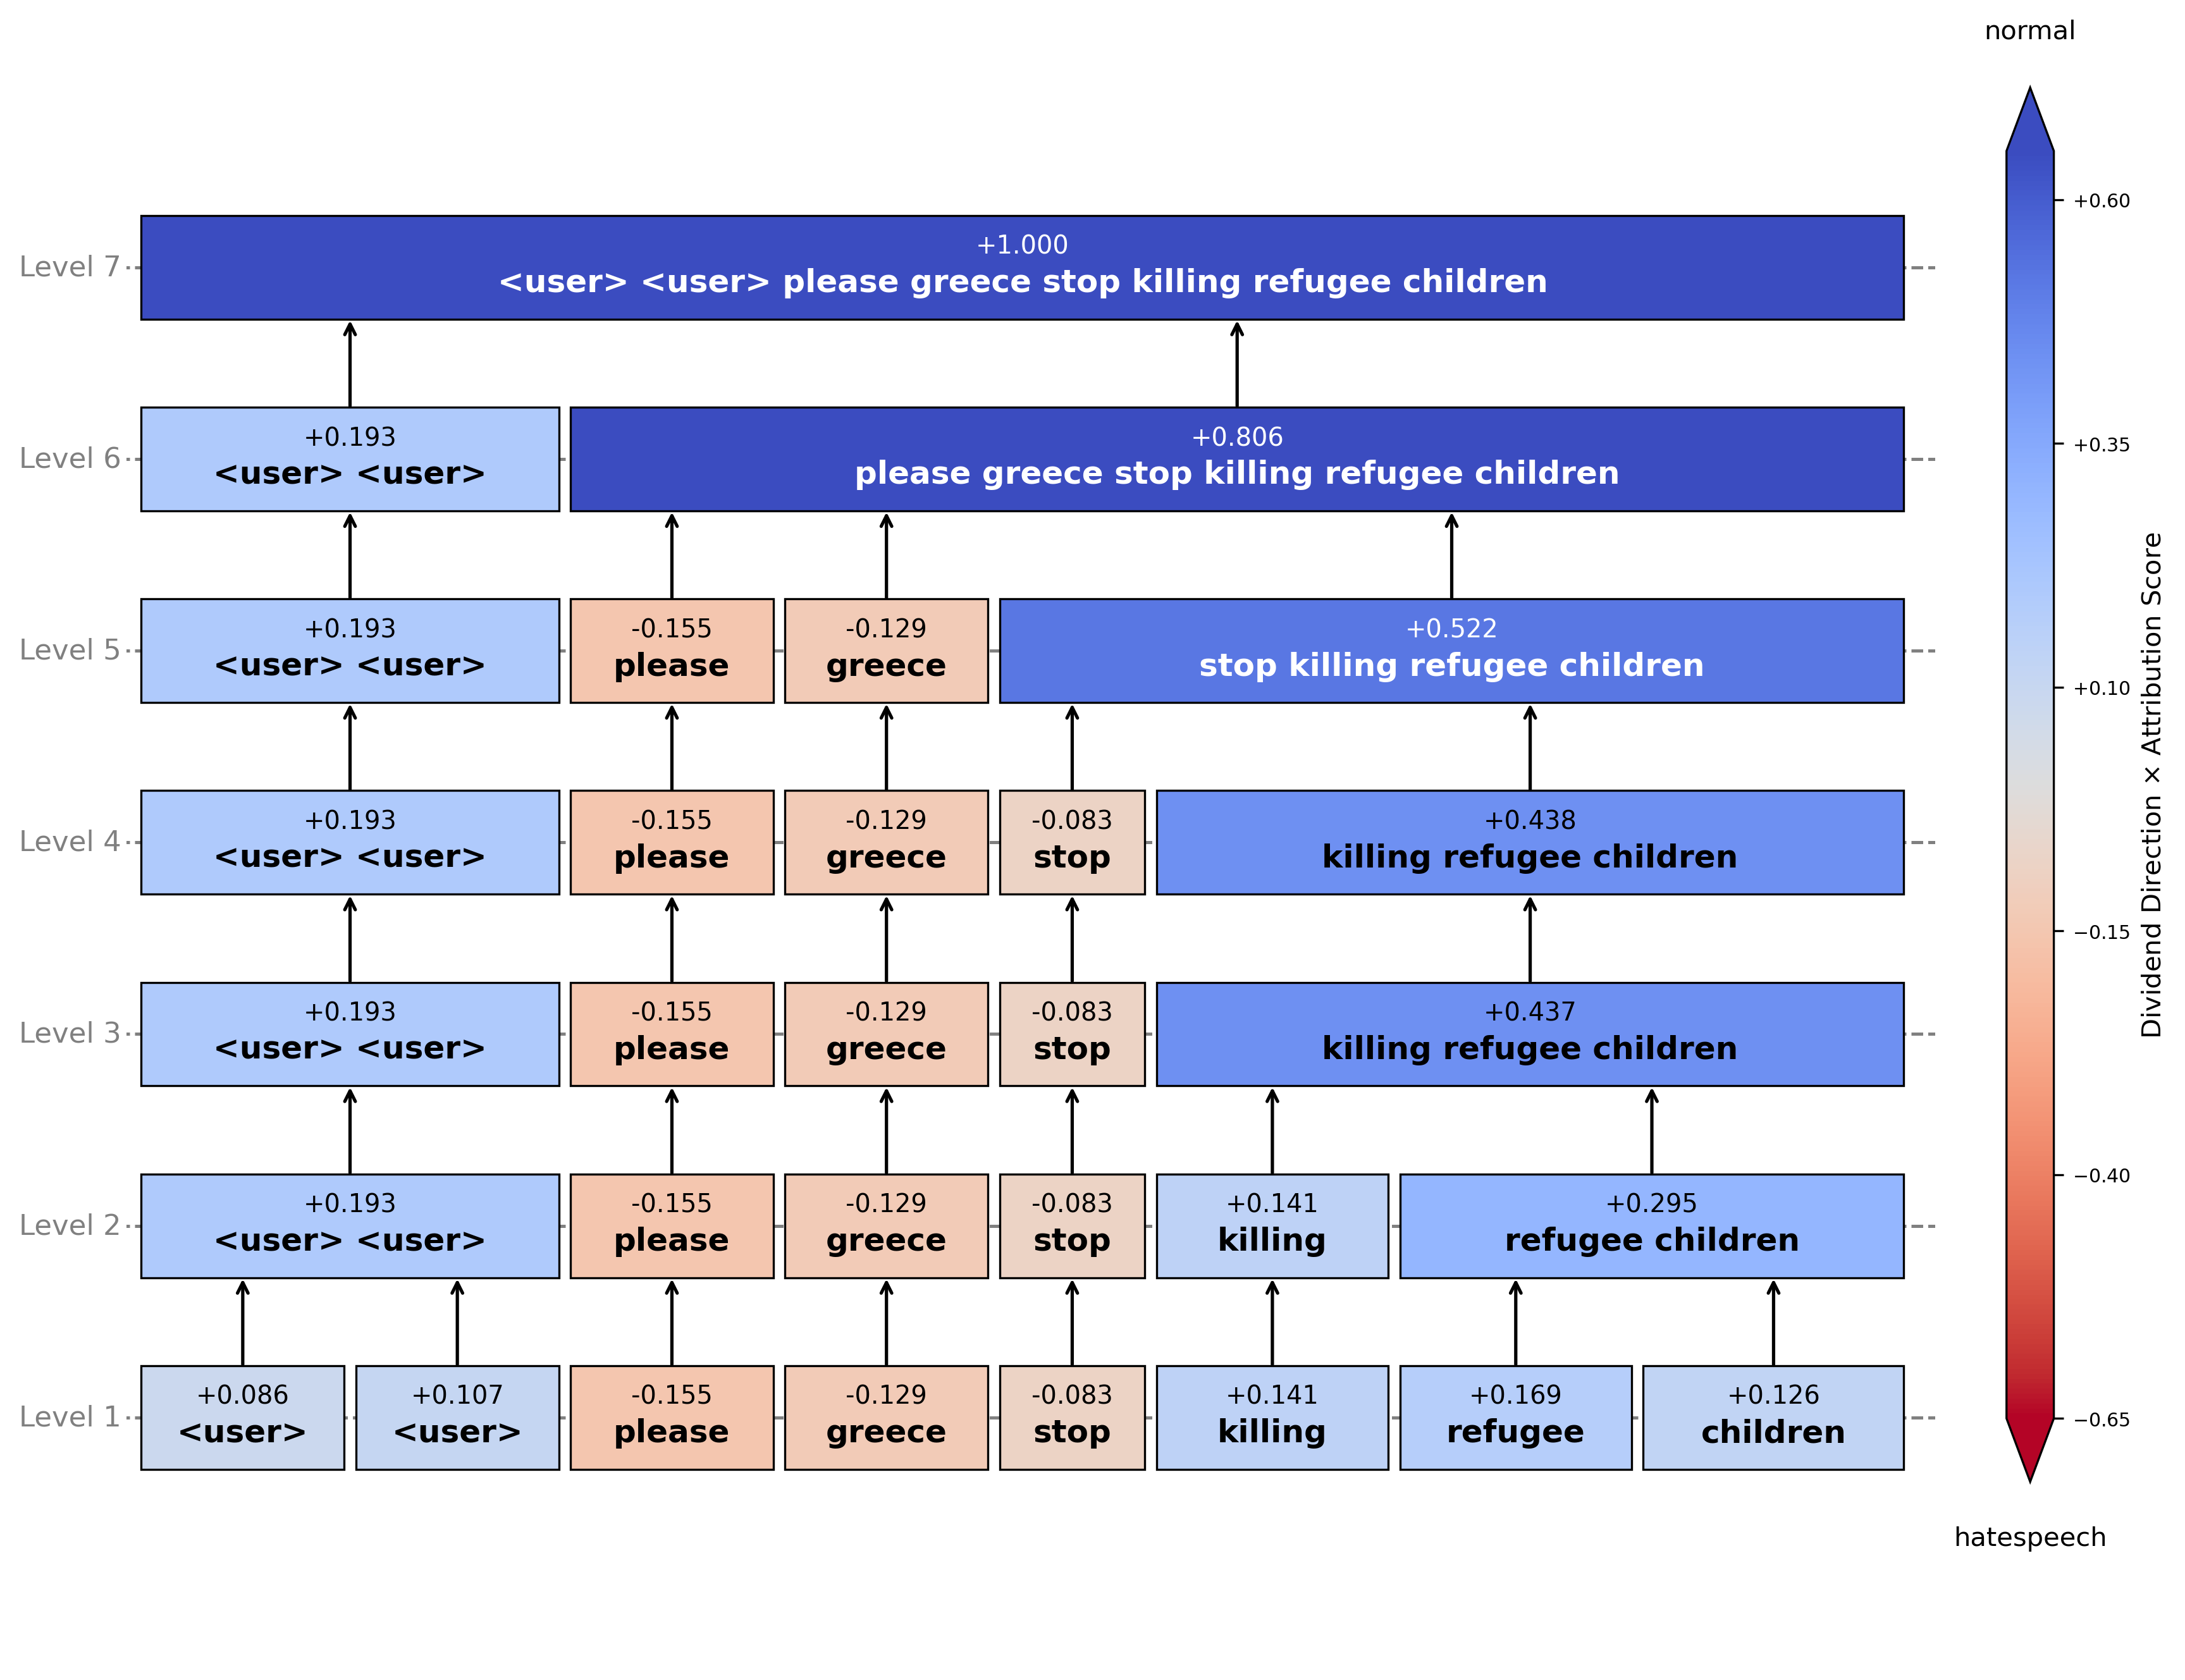 normal
Level 7
+1.000
<user> <user> please greece stop killing refugee children
Level 6
+0.193
<user> <user>
+0.806
please greece stop killing refugee children
Level 5
+0.193
<user> <user>
-0.155
please
-0.129
greece
+0.522
stop killing refugee children
Level 4
+0.193
<user> <user>
-0.155
please
-0.129
greece
-0.083
stop
+0.438
killing refugee children
Level 3
+0.193
<user> <user>
-0.155
please
-0.129
greece
-0.083
stop
+0.437
killing refugee children
Level 2
+0.193
<user> <user>
-0.155
please
-0.129
greece
-0.083
stop
+0.141
killing
+0.295
refugee children
Level 1
+0.086
<user>
+0.107
<user>
-0.155
please
-0.129
greece
-0.083
stop
+0.141
killing
+0.169
refugee
+0.126
children
+0.60
+0.35
+0.10
−0.15
−0.40
−0.65
Dividend Direction × Attribution Score
hatespeech